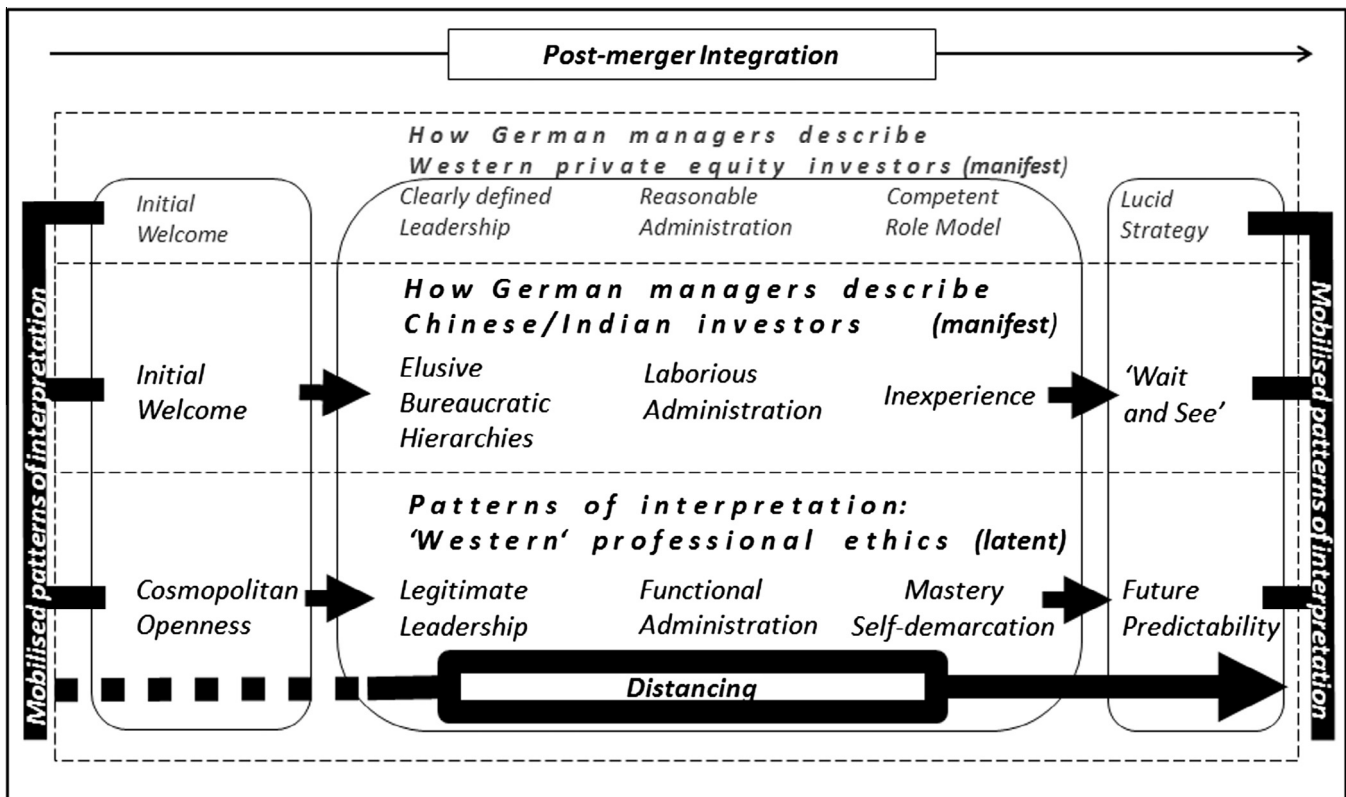 Post-merger Integration
How German managers describe
Western private equity investors (manifest)
Initial
Welcome
Clearly defined
Leadership
Reasonable
Administration
Competent
Role Model
Lucid
Strategy
How German managers describe
Chinese/Indian investors (manifest)
Initial
Welcome
Elusive
Bureaucratic
Hierarchies
Laborious
Administration
Inexperience
‘Wait
and See’
Patterns of interpretation:
‘Western‘ professional ethics (latent)
Cosmopolitan
Openness
Legitimate
Leadership
Functional
Administration
Mastery
Self-demarcation
Future
Predictability
Distancing
Mobilised patterns of interpretation
Mobilised patterns of interpretation